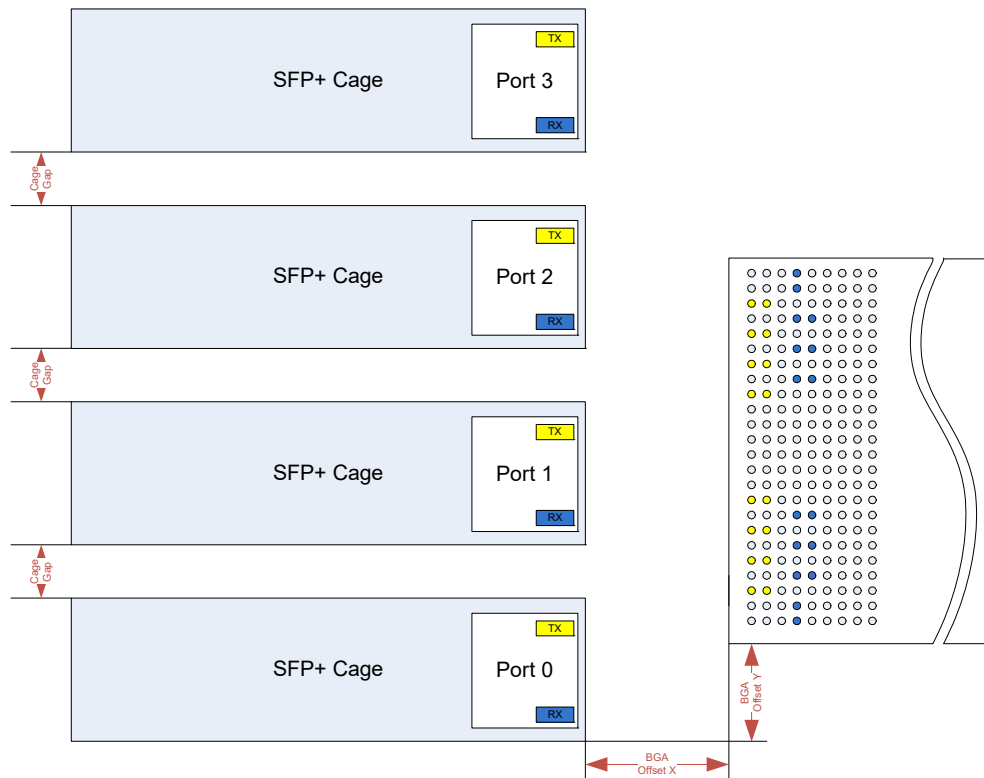 TX
SFP+ Cage
Port 3
RX
Cage
Gap
TX
SFP+ Cage
Port 2
RX
Cage
Gap
TX
SFP+ Cage
Port 1
RX
Cage
Gap
TX
SFP+ Cage
Port 0
RX
BGA
Offset Y
BGA
Offset X